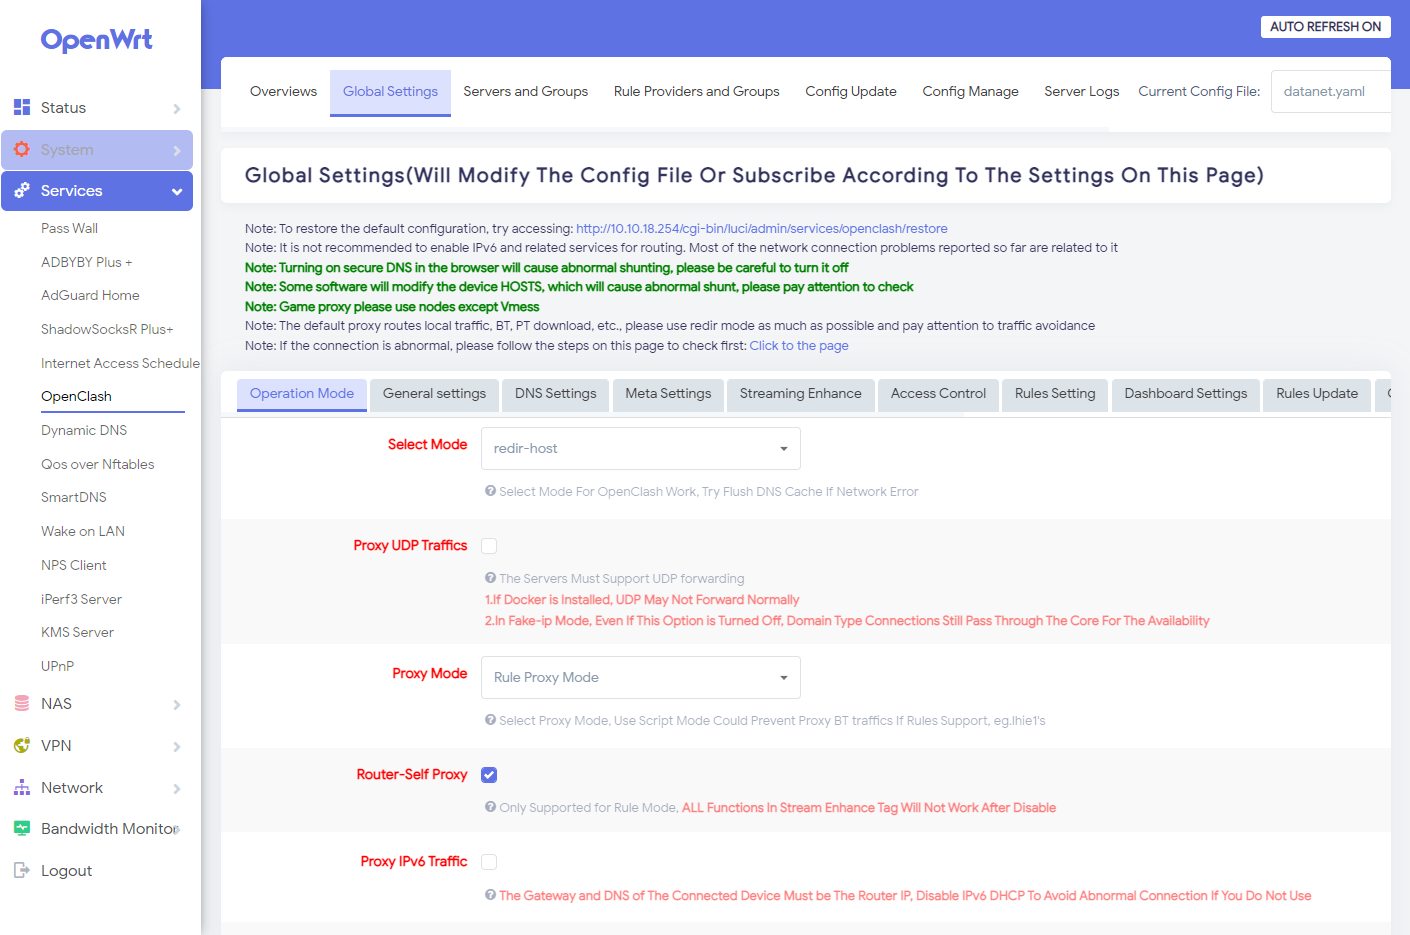 OpenWrt
AUTO REFRESH ON
Status
System
Services
Pass Wall
ADBYBY Plus +
AdGuard Home
ShadowSocksR Plus+
Internet Access Schedule
OpenClash
Dynamic DNS
Qos over Nftables
SmartDNS
Wake on LAN
NPS Client
iPerf3 Server
KMS Server
UPnP
NAS
VPN
Network
Bandwidth Monitor
Logout
Overviews Global Settings Servers and Groups Rule Providers and Groups Config Update Config Manage Server Logs Current Config File: datanet.yaml
Global Settings(Will Modify The Config File Or Subscribe According To The Settings On This Page)
Note: To restore the default configuration, try accessing: http://10.10.18.254/cgi-bin/luci/admin/services/openclash/restore
Note: It is not recommended to enable IPv6 and related services for routing. Most of the network connection problems reported so far are related to it
Note: Turning on secure DNS in the browser will cause abnormal shunting, please be careful to turn it off
Note: Some software will modify the device HOSTS, which will cause abnormal shunt, please pay attention to check
Note: Game proxy please use nodes except Vmess
Note: The default proxy routes local traffic, BT, PT download, etc., please use redir mode as much as possible and pay attention to traffic avoidance
Note: If the connection is abnormal, please follow the steps on this page to check first: Click to the page
Operation Mode General settings DNS Settings Meta Settings Streaming Enhance Access Control Rules Setting Dashboard Settings Rules Update
Select Mode redir-host
Select Mode For OpenClash Work, Try Flush DNS Cache If Network Error
Proxy UDP Traffics
The Servers Must Support UDP forwarding
1.If Docker is Installed, UDP May Not Forward Normally
2.In Fake-ip Mode, Even If This Option is Turned Off, Domain Type Connections Still Pass Through The Core For The Availability
Proxy Mode Rule Proxy Mode
Select Proxy Mode, Use Script Mode Could Prevent Proxy BT traffics If Rules Support, eg.lhie1's
Router-Self Proxy
Only Supported for Rule Mode, ALL Functions In Stream Enhance Tag Will Not Work After Disable
Proxy IPv6 Traffic
The Gateway and DNS of The Connected Device Must be The Router IP, Disable IPv6 DHCP To Avoid Abnormal Connection If You Do Not Use